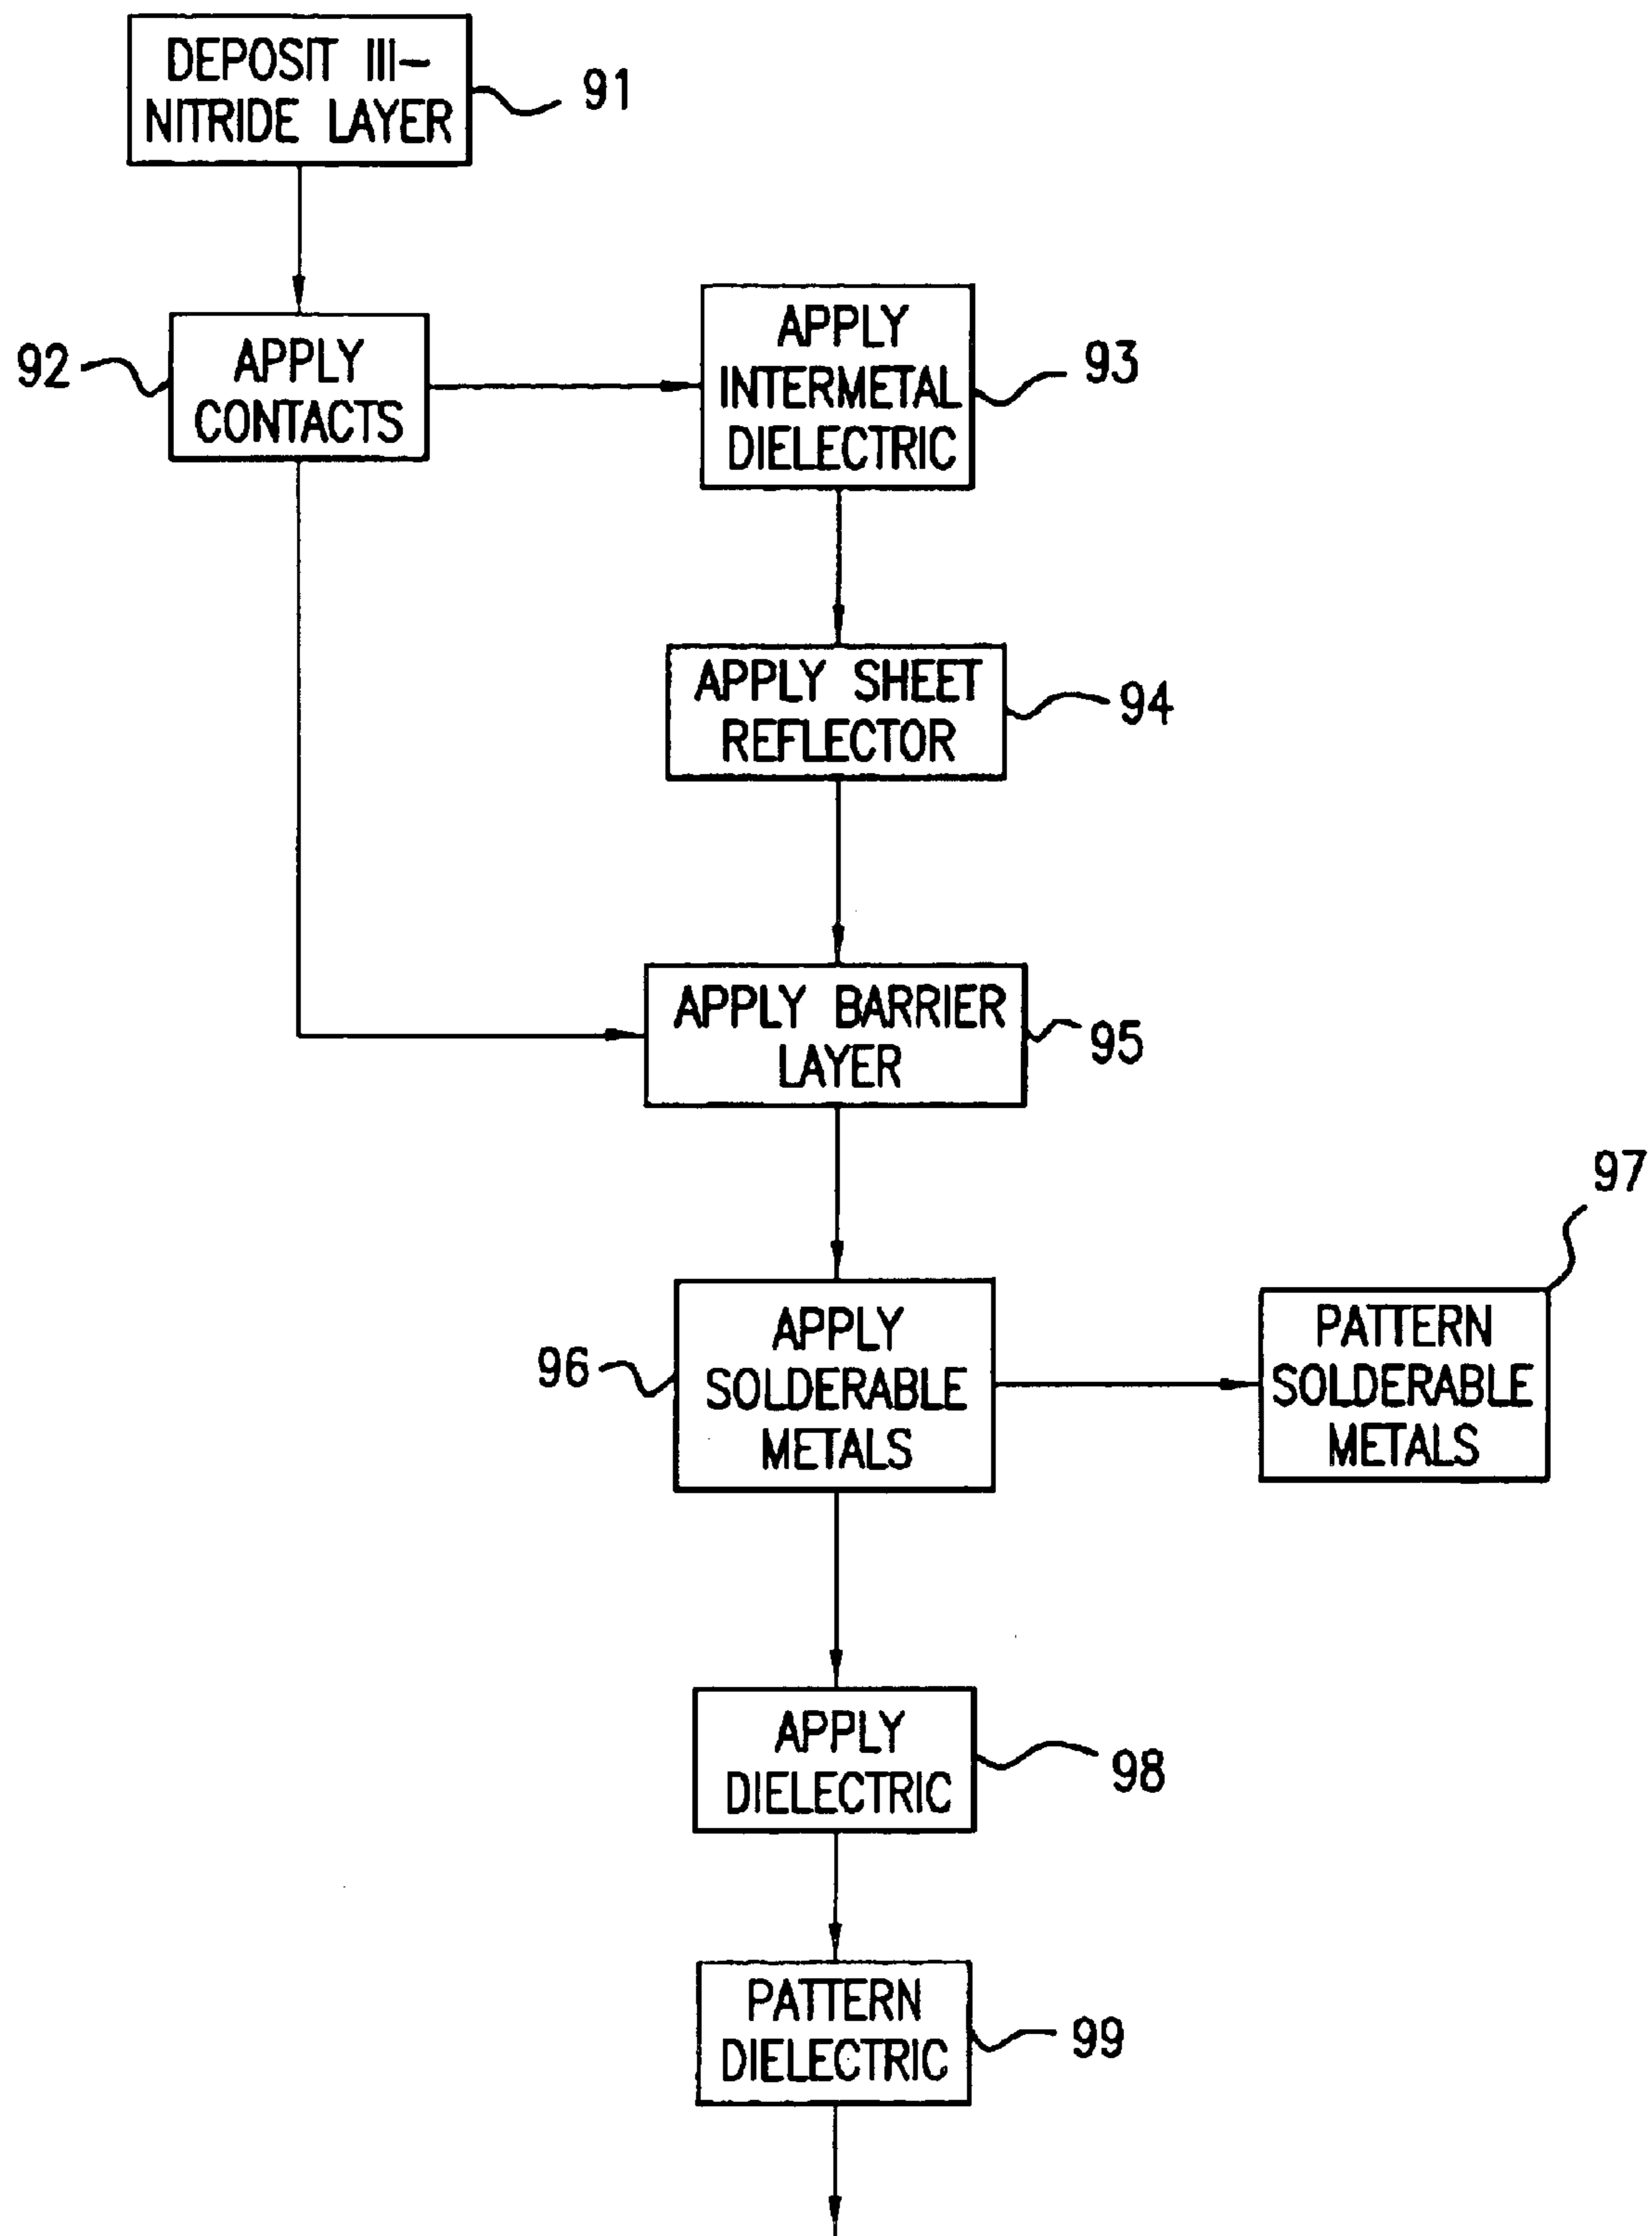 DEPOSIT III-
NITRIDE LAYER
91
92
APPLY
CONTACTS
APPLY
INTERMETAL
DIELECTRIC
93
APPLY SHEET
REFLECTOR
94
APPLY BARRIER
LAYER
95
96
APPLY
SOLDERABLE
METALS
97
PATTERN
SOLDERABLE
METALS
APPLY
DIELECTRIC
98
PATTERN
DIELECTRIC
99